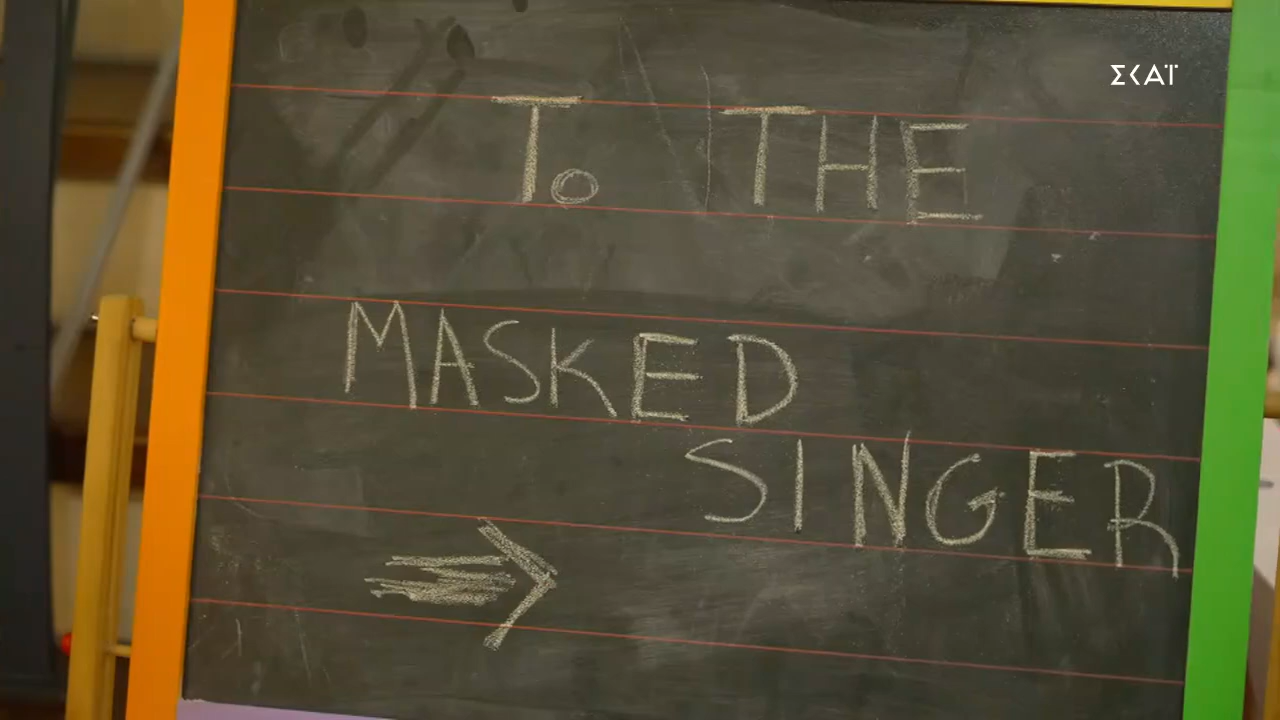 ΣΚΑΪ
To THE
MASKED
SINGER